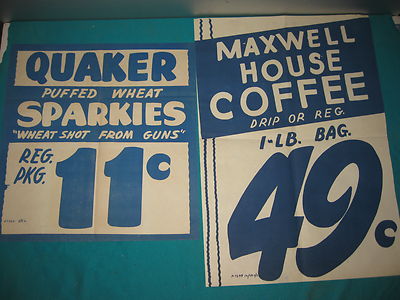 QUAKER
PUFFED WHEAT
SPARKIES
"WHEAT SHOT FROM GUNS"
REG. PKG.
11c
MAXWELL
HOUSE
COFFEE
DRIP OR REG.
1-LB. BAG.
49c